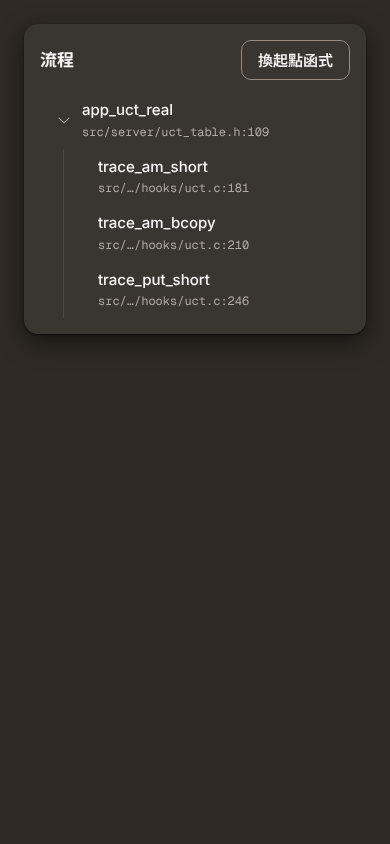 流程
換起點函式
app_uct_real
src/server/uct_table.h:109
trace_am_short
src/…/hooks/uct.c:181
trace_am_bcopy
src/…/hooks/uct.c:210
trace_put_short
src/…/hooks/uct.c:246